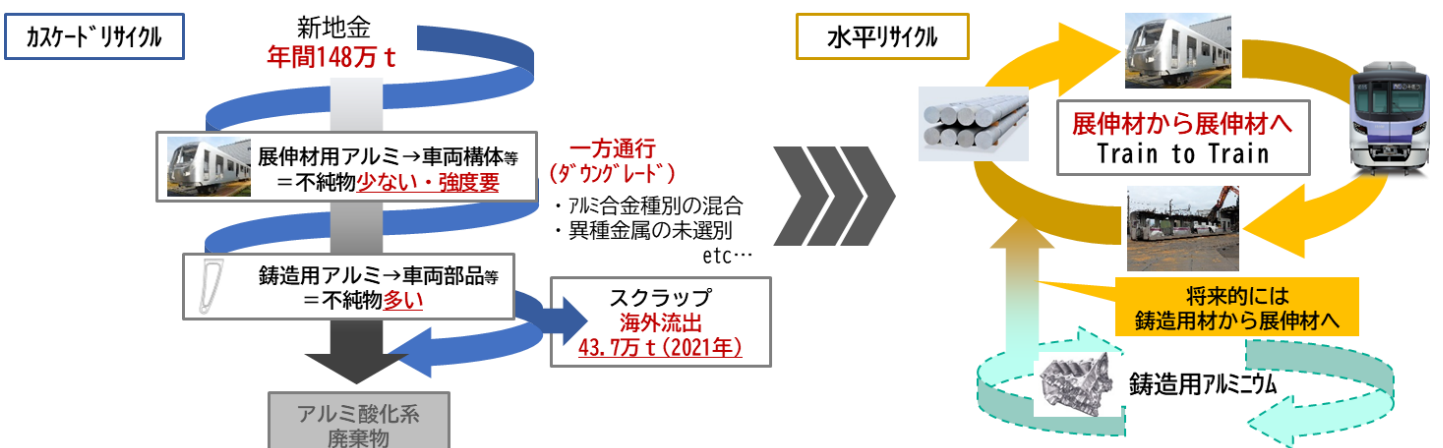 カスケードリサイクル
新地金
年間148万t
展伸材用アルミ→車両構体等
＝不純物少ない・強度要
一方通行
(ダウングレード)
・アルミ合金種別の混合
・異種金属の未選別
etc…
鋳造用アルミ→車両部品等
＝不純物多い
スクラップ
海外流出
43.7万t(2021年)
アルミ酸化系
廃棄物
水平リサイクル
展伸材から展伸材へ
Train to Train
将来的には
鋳造用材から展伸材へ
鋳造用アルミニウム